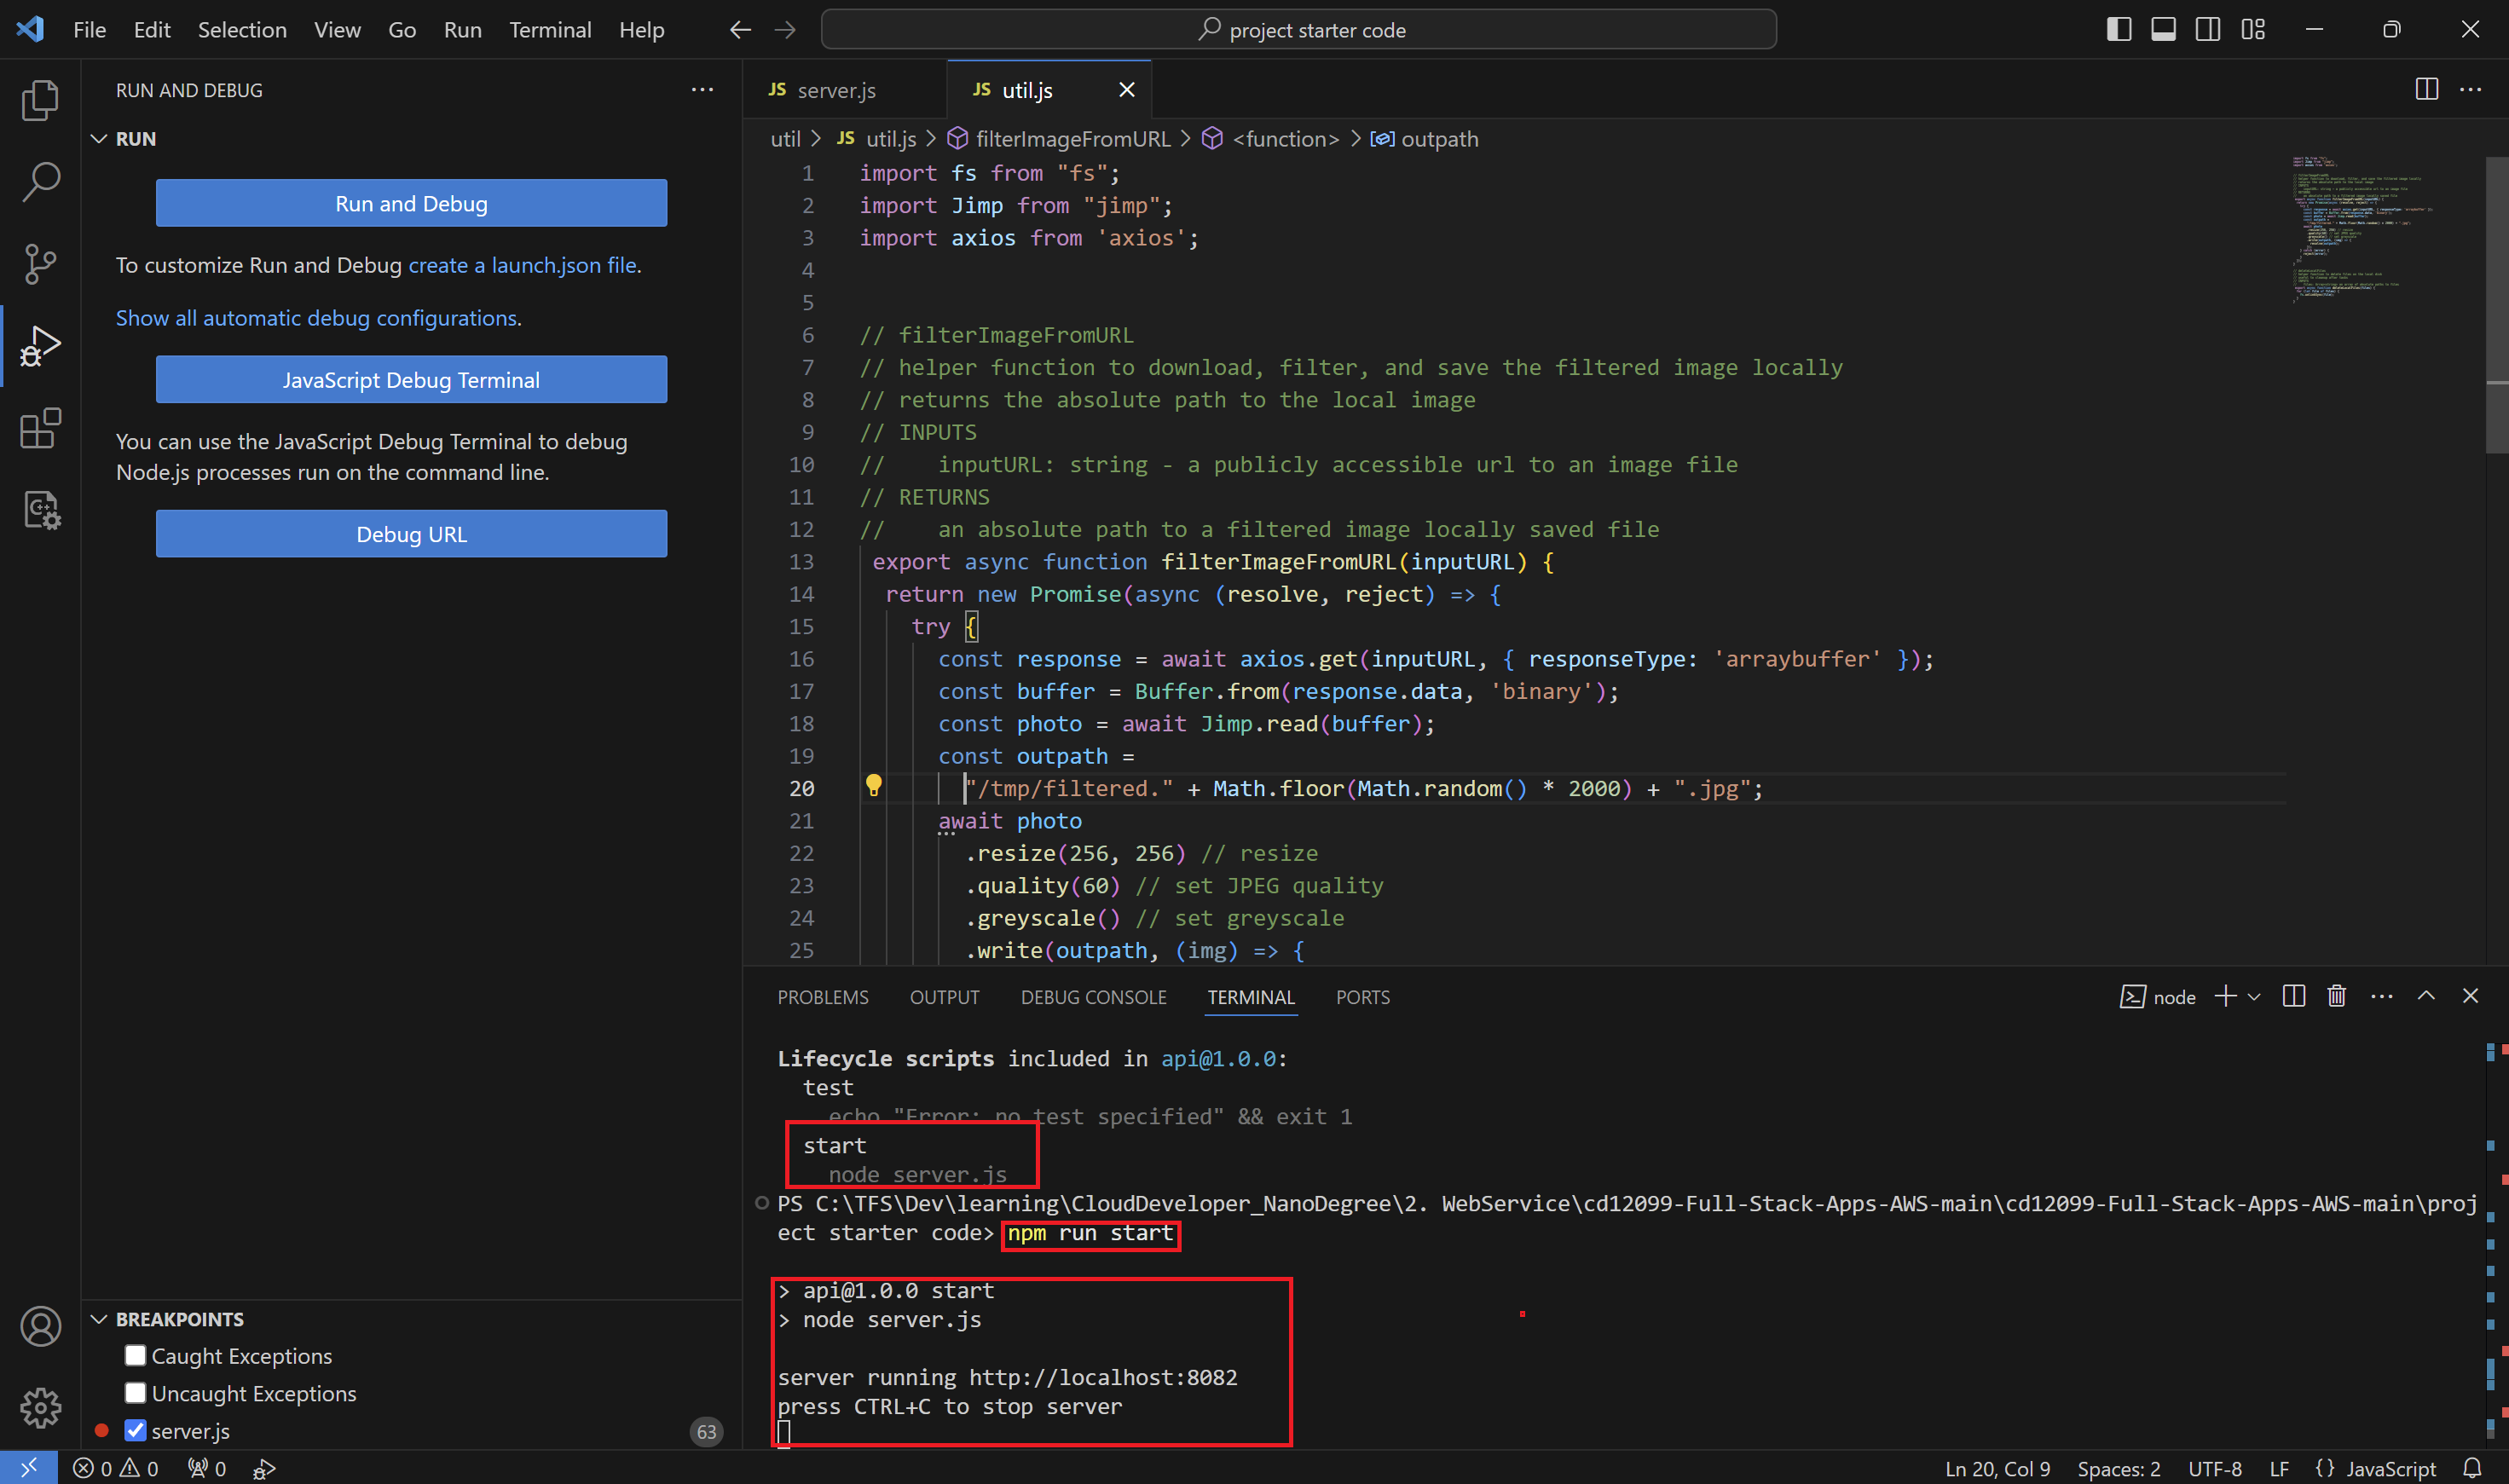 File Edit Selection View Go Run Terminal Help
project starter code
RUN AND DEBUG
RUN
Run and Debug
To customize Run and Debug create a launch.json file.
Show all automatic debug configurations.
JavaScript Debug Terminal
You can use the JavaScript Debug Terminal to debug
Node.js processes run on the command line.
Debug URL
BREAKPOINTS
Caught Exceptions
Uncaught Exceptions
server.js 63
JS server.js JS util.js
util > JS util.js > filterImageFromURL > <function> > outpath
1 import fs from "fs";
2 import Jimp from "jimp";
3 import axios from 'axios';
4
5
6 // filterImageFromURL
7 // helper function to download, filter, and save the filtered image locally
8 // returns the absolute path to the local image
9 // INPUTS
10 //    inputURL: string - a publicly accessible url to an image file
11 // RETURNS
12 //    an absolute path to a filtered image locally saved file
13 export async function filterImageFromURL(inputURL) {
14 return new Promise(async (resolve, reject) => {
15 try {
16 const response = await axios.get(inputURL, { responseType: 'arraybuffer' });
17 const buffer = Buffer.from(response.data, 'binary');
18 const photo = await Jimp.read(buffer);
19 const outpath =
20 "/tmp/filtered." + Math.floor(Math.random() * 2000) + ".jpg";
21 await photo
22 .resize(256, 256) // resize
23 .quality(60) // set JPEG quality
24 .greyscale() // set greyscale
25 .write(outpath, (img) => {
PROBLEMS OUTPUT DEBUG CONSOLE TERMINAL PORTS
node
Lifecycle scripts included in api@1.0.0:
test
echo "Error: no test specified" && exit 1
start
node server.js
PS C:\TFS\Dev\learning\CloudDeveloper_NanoDegree\2. WebService\cd12099-Full-Stack-Apps-AWS-main\cd12099-Full-Stack-Apps-AWS-main\proj
ect starter code> npm run start
> api@1.0.0 start
> node server.js
server running http://localhost:8082
press CTRL+C to stop server
0 0 0
Ln 20, Col 9 Spaces: 2 UTF-8 LF {} JavaScript